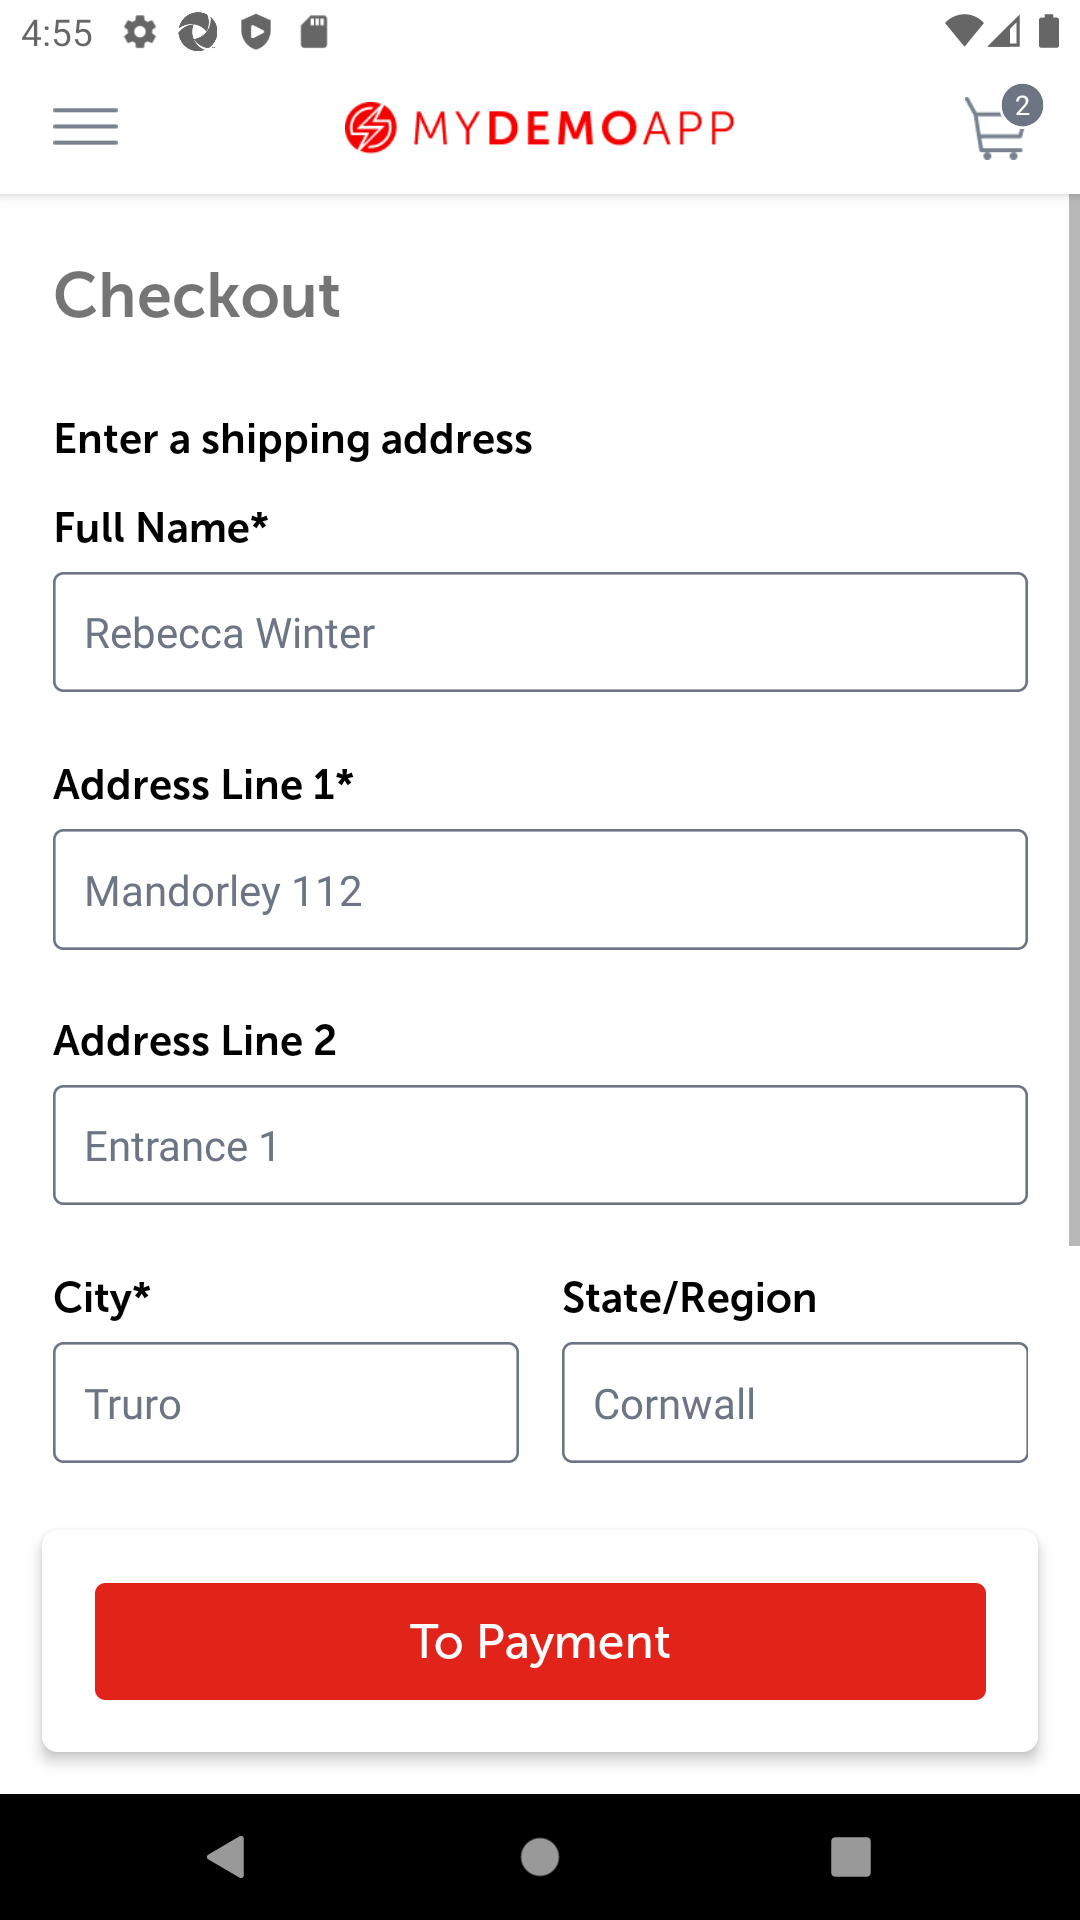 4:55
MYDEMOAPP
2
Checkout
Enter a shipping address
Full Name*
Rebecca Winter
Address Line 1*
Mandorley 112
Address Line 2
Entrance 1
City* State/Region
Truro Cornwall
To Payment